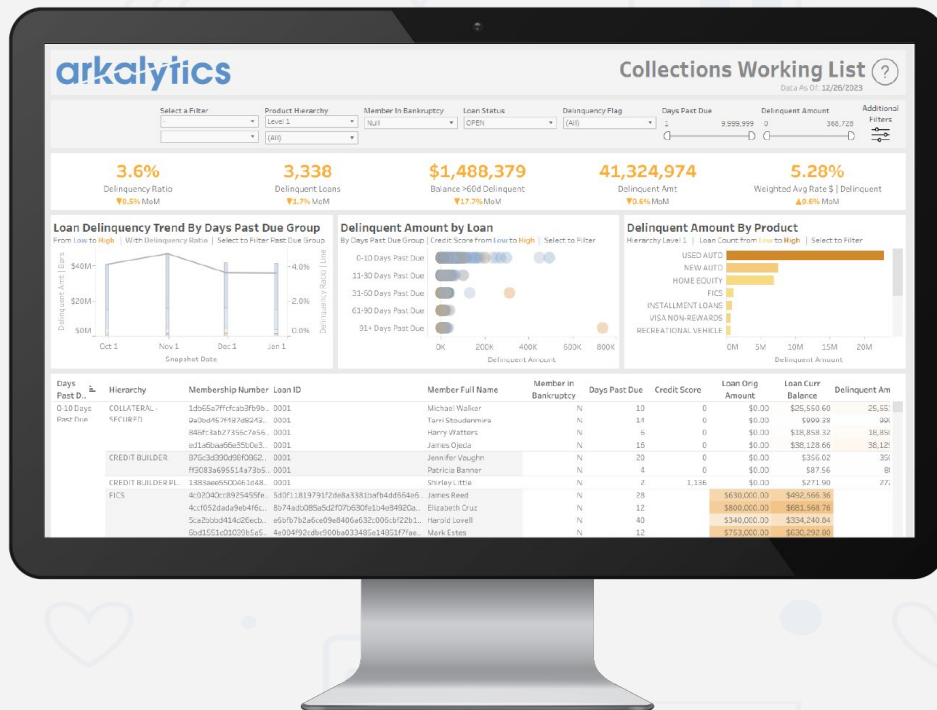 arkalytics
Collections Working List ?
Data As Of: 12/26/2023
Select a Filter
Product Hierarchy
Level 1
(All)
Member In Bankruptcy
Null
Loan Status
OPEN
Delinquency Flag
(All)
Days Past Due
1 9,999,999
Delinquency Amount
0 368,728
Additional
Filters
3.6%
Delinquency Ratio
▼0.5% MoM
3,338
Delinquent Loans
▼1.7% MoM
$1,488,379
Balance >60d Delinquent
▼17.7% MoM
41,324,974
Delinquent Amt
▼0.6% MoM
5.28%
Weighted Avg Rate $ | Delinquent
▲0.6% MoM
Loan Delinquency Trend By Days Past Due Group
From Low to High | With Delinquency Ratio | Select to Filter Past Due Group
Delinquent Amt | Bars
$40M
$20M
$0M
4.0%
2.0%
0.0%
Delinquency Ratio | Line
Oct 1 Nov 1 Dec 1 Jan 1
Snapshot Date
Delinquent Amount by Loan
By Days Past Due Group | Credit Score from Low to High | Select to Filter
0-10 Days Past Due
11-30 Days Past Due
31-60 Days Past Due
61-90 Days Past Due
91+ Days Past Due
0K 200K 400K 600K 800K
Delinquent Amount
Delinquent Amount By Product
Hierarchy Level 1 | Loan Count from Low to High | Select to Filter
USED AUTO
NEW AUTO
HOME EQUITY
FICS
INSTALLMENT LOANS
VISA NON-REWARDS
RECREATIONAL VEHICLE
0M 5M 10M 15M 20M
Delinquent Amount
Days
Past D.. Hierarchy Membership Number Loan ID Member Full Name Member in
Bankruptcy Days Past Due Credit Score Loan Orig
Amount Loan Curr
Balance Delinquent Am
0-10 Days
Past Due
COLLATERAL -
SECURED
0001 Michael Walker N 10 0 $0.00 $25,550.60
0001 Terri Stoudenmire N 14 0 $0.00 $999.38
0001 Harry Watters N 6 0 $0.00 $18,858.32
0001 James Ojeda N 16 0 $0.00 $38,128.66
CREDIT BUILDER 0001 Jennifer Vaughn N 20 0 $0.00 $356.02
0001 Patricia Banner N 4 0 $0.00 $87.56
CREDIT BUILDER PL.. 0001 Shirley Little N 2 1,136 $0.00 $271.90
FICS James Reed N 28 $630,000.00 $492,566.36
Elizabeth Cruz N 12 $800,000.00 $681,568.76
Harold Lovell N 40 $340,000.00 $334,240.84
Mark Estes N 12 $753,000.00 $630,292.80